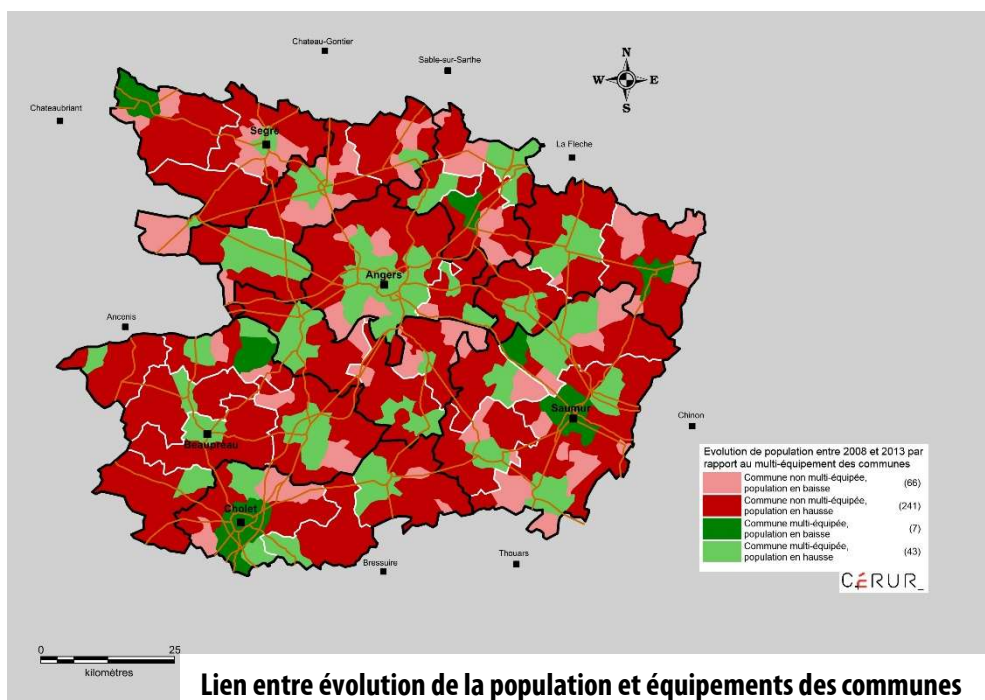 Chateau-Gontier
Sable-sur-Sarthe
N
W E
S
Chateaubriant
Segré
La Fleche
Angers
Ancenis
Saumur
Chinon
Beaupréau
Evolution de population entre 2008 et 2013 par
rapport au multi-équipement des communes
Commune non multi-équipée,
population en baisse (66)
Commune non multi-équipée,
population en hausse (241)
Commune multi-équipée,
population en baisse (7)
Commune multi-équipée,
population en hausse (43)
CÉRUR_
Cholet
Thouars
Bressuire
0 25
kilomètres
Lien entre évolution de la population et équipements des communes